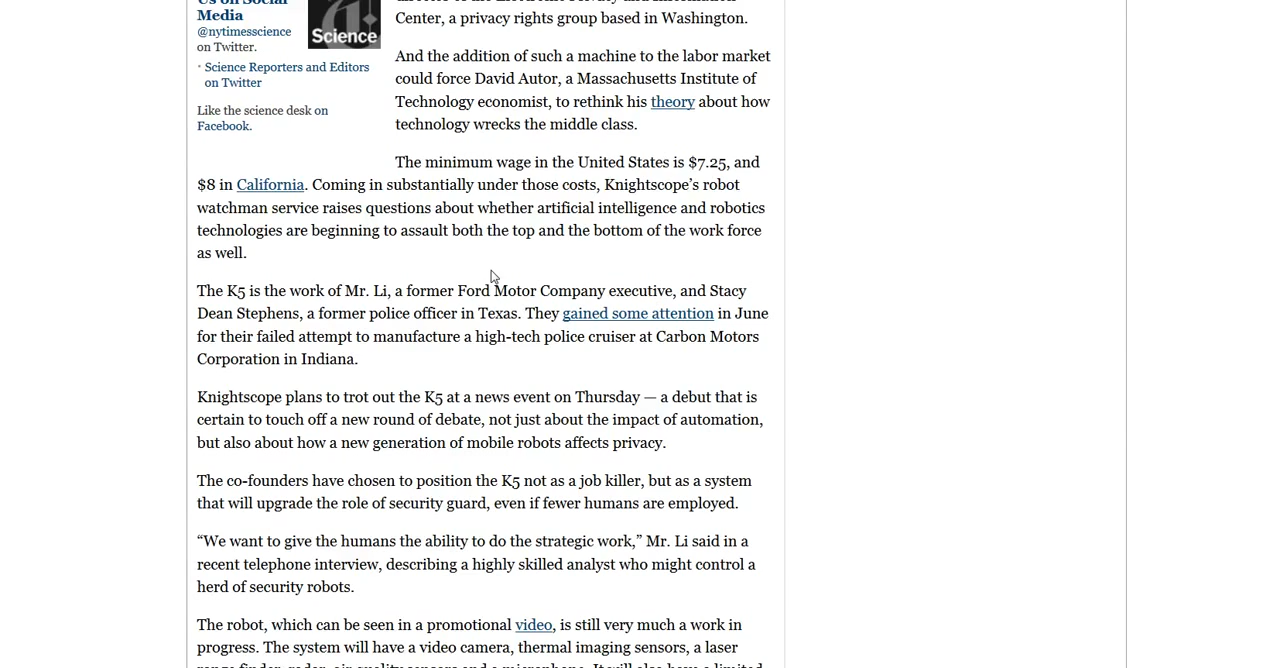 Us on Social
Media
@nytimesscience
on Twitter.
Science Reporters and Editors
on Twitter
Like the science desk on
Facebook.
Science
Center, a privacy rights group based in Washington.
And the addition of such a machine to the labor market
could force David Autor, a Massachusetts Institute of
Technology economist, to rethink his theory about how
technology wrecks the middle class.
The minimum wage in the United States is $7.25, and
$8 in California. Coming in substantially under those costs, Knightscope’s robot
watchman service raises questions about whether artificial intelligence and robotics
technologies are beginning to assault both the top and the bottom of the work force
as well.
The K5 is the work of Mr. Li, a former Ford Motor Company executive, and Stacy
Dean Stephens, a former police officer in Texas. They gained some attention in June
for their failed attempt to manufacture a high-tech police cruiser at Carbon Motors
Corporation in Indiana.
Knightscope plans to trot out the K5 at a news event on Thursday — a debut that is
certain to touch off a new round of debate, not just about the impact of automation,
but also about how a new generation of mobile robots affects privacy.
The co-founders have chosen to position the K5 not as a job killer, but as a system
that will upgrade the role of security guard, even if fewer humans are employed.
“We want to give the humans the ability to do the strategic work,” Mr. Li said in a
recent telephone interview, describing a highly skilled analyst who might control a
herd of security robots.
The robot, which can be seen in a promotional video, is still very much a work in
progress. The system will have a video camera, thermal imaging sensors, a laser